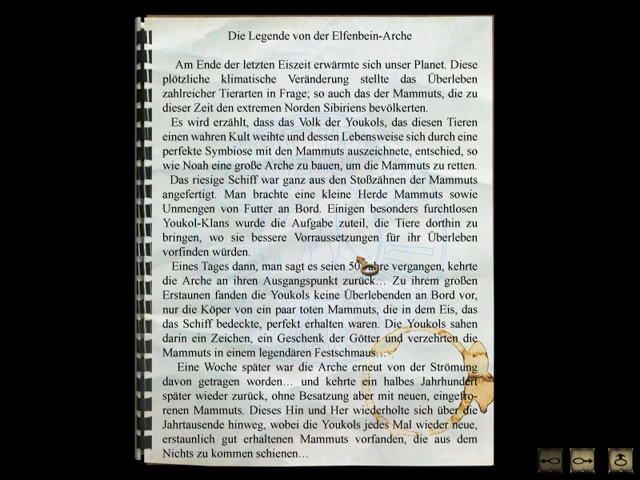 Die Legende von der Elfenbein-Arche
Am Ende der letzten Eiszeit erwärmte sich unser Planet. Diese
plötzliche klimatische Veränderung stellte das Überleben
zahlreicher Tierarten in Frage; so auch das der Mammuts, die zu
dieser Zeit den extremen Norden Sibiriens bevölkerten.
Es wird erzählt, dass das Volk der Youkols, das diesen Tieren
einen wahren Kult weihte und dessen Lebensweise sich durch eine
perfekte Symbiose mit den Mammuts auszeichnete, entschied, so
wie Noah eine große Arche zu bauen, um die Mammuts zu retten.
Das riesige Schiff war ganz aus den Stoßzähnen der Mammuts
angefertigt. Man brachte eine kleine Herde Mammuts sowie
Unmengen von Futter an Bord. Einigen besonders furchtlosen
Youkol-Klans wurde die Aufgabe zuteil, die Tiere dorthin zu
bringen, wo sie bessere Vorraussetzungen für ihr Überleben
vorfinden würden.
Eines Tages dann, man sagt es seien 50 Jahre vergangen, kehrte
die Arche an ihren Ausgangspunkt zurück… Zu ihrem großen
Erstaunen fanden die Youkols keine Überlebenden an Bord vor,
nur die Köper von ein paar toten Mammuts, die in dem Eis, das
das Schiff bedeckte, perfekt erhalten waren. Die Youkols sahen
darin ein Zeichen, ein Geschenk der Götter und verzehrten die
Mammuts in einem legendären Festschmaus…
Eine Woche später war die Arche erneut von der Strömung
davon getragen worden… und kehrte ein halbes Jahrhundert
später wieder zurück, ohne Besatzung aber mit neuen, eingefro-
renen Mammuts. Dieses Hin und Her wiederholte sich über die
Jahrtausende hinweg, wobei die Youkols jedes Mal wieder neue,
erstaunlich gut erhaltenen Mammuts vorfanden, die aus dem
Nichts zu kommen schienen…